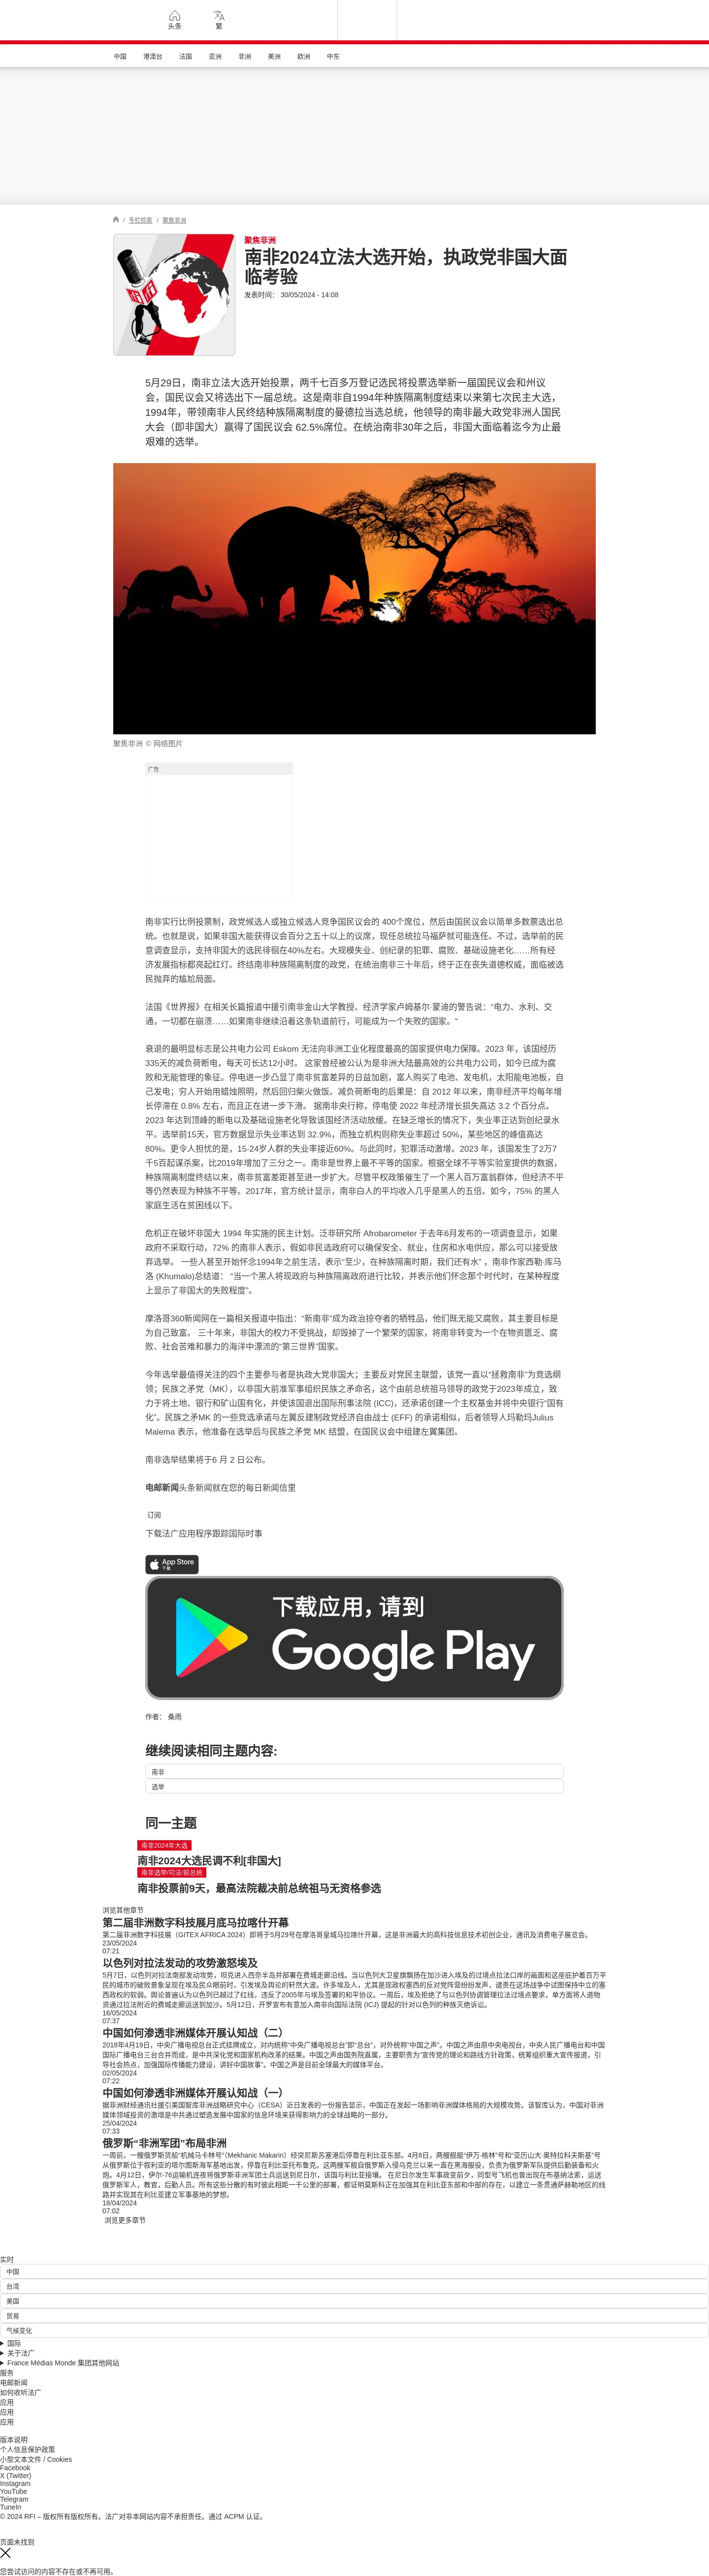 头条
繁
中国 港澳台 法国 亚洲 非洲 美洲 欧洲 中东
/ 专栏检索 / 聚焦非洲
聚焦非洲
南非2024立法大选开始，执政党非国大面
临考验
发表时间： 30/05/2024 - 14:08
5月29日，南非立法大选开始投票，两千七百多万登记选民将投票选举新一届国民议会和州议
会，国民议会又将选出下一届总统。这是南非自1994年种族隔离制度结束以来第七次民主大选，
1994年，带领南非人民终结种族隔离制度的曼德拉当选总统，他领导的南非最大政党非洲人国民
大会（即非国大）赢得了国民议会 62.5%席位。在统治南非30年之后，非国大面临着迄今为止最
艰难的选举。
聚焦非洲 © 网络图片
广告
南非实行比例投票制，政党候选人或独立候选人竞争国民议会的 400个席位，然后由国民议会以简单多数票选出总
统。也就是说，如果非国大能获得议会百分之五十以上的议席，现任总统拉马福萨就可能连任。不过，选举前的民
意调查显示，支持非国大的选民徘徊在40%左右。大规模失业、创纪录的犯罪、腐败、基础设施老化……所有经
济发展指标都亮起红灯。终结南非种族隔离制度的政党，在统治南非三十年后，终于正在丧失道德权威，面临被选
民抛弃的尴尬局面。
法国《世界报》在相关长篇报道中援引南非金山大学教授、经济学家卢姆基尔·蒙迪的警告说：“电力、水利、交
通，一切都在崩溃……如果南非继续沿着这条轨道前行，可能成为一个失败的国家。”
衰退的最明显标志是公共电力公司 Eskom 无法向非洲工业化程度最高的国家提供电力保障。2023 年，该国经历
335天的减负荷断电，每天可长达12小时。 这家曾经被公认为是非洲大陆最高效的公共电力公司，如今已成为腐
败和无能管理的象征。停电进一步凸显了南非贫富差异的日益加剧，富人购买了电池、发电机，太阳能电池板，自
己发电；穷人开始用蜡烛照明，然后回归柴火做饭。减负荷断电的后果是：自 2012 年以来，南非经济平均每年增
长停滞在 0.8% 左右，而且正在进一步下滑。 据南非央行称，停电使 2022 年经济增长损失高达 3.2 个百分点。
2023 年达到顶峰的断电以及基础设施老化导致该国经济活动放缓。在缺乏增长的情况下，失业率正达到创纪录水
平。选举前15天，官方数据显示失业率达到 32.9%，而独立机构则称失业率超过 50%，某些地区的峰值高达
80%。更令人担忧的是，15-24岁人群的失业率接近60%。与此同时，犯罪活动激增。2023 年，该国发生了2万7
千5百起谋杀案，比2019年增加了三分之一。南非是世界上最不平等的国家。根据全球不平等实验室提供的数据，
种族隔离制度终结以来，南非贫富差距甚至进一步扩大。尽管平权政策催生了一个黑人百万富翁群体，但经济不平
等仍然表现为种族不平等。2017年，官方统计显示，南非白人的平均收入几乎是黑人的五倍。如今，75% 的黑人
家庭生活在贫困线以下。
危机正在破坏非国大 1994 年实施的民主计划。泛非研究所 Afrobarometer 于去年6月发布的一项调查显示，如果
政府不采取行动，72% 的南非人表示，假如非民选政府可以确保安全、就业，住房和水电供应，那么可以接受放
弃选举。 一些人甚至开始怀念1994年之前生活，表示“至少，在种族隔离时期，我们还有水” ，南非作家西勒·库马
洛 (Khumalo)总结道： “当一个黑人将现政府与种族隔离政府进行比较，并表示他们怀念那个时代时，在某种程度
上显示了非国大的失败程度”。
摩洛哥360新闻网在一篇相关报道中指出：“新南非”成为政治掠夺者的牺牲品，他们既无能又腐败，其主要目标是
为自己致富。 三十年来，非国大的权力不受挑战，却毁掉了一个繁荣的国家，将南非转变为一个在物资匮乏、腐
败、社会苦难和暴力的海洋中漂流的“第三世界”国家。
今年选举最值得关注的四个主要参与者是执政大党非国大；主要反对党民主联盟，该党一直以“拯救南非”为竞选纲
领；民族之矛党（MK），以非国大前准军事组织民族之矛命名，这个由前总统祖马领导的政党于2023年成立，致
力于将土地、银行和矿山国有化，并使该国退出国际刑事法院 (ICC)，还承诺创建一个主权基金并将中央银行“国有
化”。民族之矛MK 的一些竞选承诺与左翼反建制政党经济自由战士 (EFF) 的承诺相似，后者领导人玛勒玛Julius
Malema 表示，他准备在选举后与民族之矛党 MK 结盟，在国民议会中组建左翼集团。
南非选举结果将于6 月 2 日公布。
电邮新闻头条新闻就在您的每日新闻信里
订阅
下载法广应用程序跟踪国际时事
App Store
下载
下载应用，请到
Google Play
作者： 桑雨
继续阅读相同主题内容:
南非
选举
同一主题
南非2024年大选
南非2024大选民调不利[非国大]
南非选举/司法/前总统
南非投票前9天，最高法院裁决前总统祖马无资格参选
浏览其他章节
第二届非洲数字科技展月底马拉喀什开幕
第二届非洲数字科技展（GITEX AFRICA 2024）即将于5月29号在摩洛哥皇城马拉喀什开幕，这是非洲最大的高科技信息技术初创企业，通讯及消费电子展览会。
23/05/2024
07:21
以色列对拉法发动的攻势激怒埃及
5月7日，以色列对拉法南部发动攻势，坦克进入西奈半岛并部署在费城走廊沿线。当以色列大卫星旗飘扬在加沙进入埃及的过境点拉法口岸的画面和这座庇护着百万平
民的城市的破败景象呈现在埃及民众眼前时，引发埃及舆论的轩然大波。许多埃及人，尤其是现政权塞西的反对党阵营纷纷发声，谴责在这场战争中试图保持中立的塞
西政权的软弱。舆论普遍认为以色列已越过了红线，违反了2005年与埃及签署的和平协议。一周后，埃及拒绝了与以色列协调管理拉法过境点要求，单方面将人道物
资通过拉法附近的费城走廊运送到加沙。5月12日，开罗宣布有意加入南非向国际法院 (ICJ) 提起的针对以色列的种族灭绝诉讼。
16/05/2024
07:37
中国如何渗透非洲媒体开展认知战（二）
2018年4月19日，中央广播电视总台正式挂牌成立，对内统称“中央广播电视总台”即“总台”，对外统称“中国之声”。中国之声由原中央电视台，中央人民广播电台和中国
国际广播电台三台合并而成，是中共深化党和国家机构改革的结果。中国之声由国务院直属，主要职责为“宣传党的理论和路线方针政策，统筹组织重大宣传报道，引
导社会热点，加强国际传播能力建设，讲好中国故事”。中国之声是目前全球最大的媒体平台。
02/05/2024
07:22
中国如何渗透非洲媒体开展认知战（一）
据非洲财经通讯社援引美国智库非洲战略研究中心（CESA）近日发表的一份报告显示，中国正在发起一场影响非洲媒体格局的大规模攻势。该智库认为，中国对非洲
媒体领域投资的激增是中共通过塑造发展中国家的信息环境来获得影响力的全球战略的一部分。
25/04/2024
07:33
俄罗斯“非洲军团”布局非洲
一周前，一艘俄罗斯货船“机械马卡林号”（Mekhanic Makarin）经突尼斯苏塞港后停靠在利比亚东部。4月8日，两艘舰艇“伊万·格林”号和“亚历山大·奥特拉科夫斯基”号
从俄罗斯位于叙利亚的塔尔图斯海军基地出发，停靠在利比亚托布鲁克。这两艘军舰自俄罗斯入侵乌克兰以来一直在黑海服役，负责为俄罗斯军队提供后勤装备和火
炮。4月12日，伊尔-76运输机连夜将俄罗斯非洲军团士兵运送到尼日尔，该国与利比亚接壤。 在尼日尔发生军事政变前夕，同型号飞机也曾出现在布基纳法索，运送
俄罗斯军人，教官，后勤人员。所有这些分散的有时彼此相距一千公里的部署，都证明莫斯科正在加强其在利比亚东部和中部的存在，以建立一条贯通萨赫勒地区的线
路并实现其在利比亚建立军事基地的梦想。
18/04/2024
07:02
浏览更多章节
实时
中国
台湾
美国
贸易
气候变化
国际
关于法广
France Médias Monde 集团其他网站
服务
电邮新闻
如何收听法广
应用
应用
应用
版本说明
个人信息保护政策
小型文本文件 / Cookies
Facebook
X (Twitter)
Instagram
YouTube
Telegram
TuneIn
© 2024 RFI – 版权所有版权所有。法广对非本网站内容不承担责任。通过 ACPM 认证。
页面未找到
您尝试访问的内容不存在或不再可用。